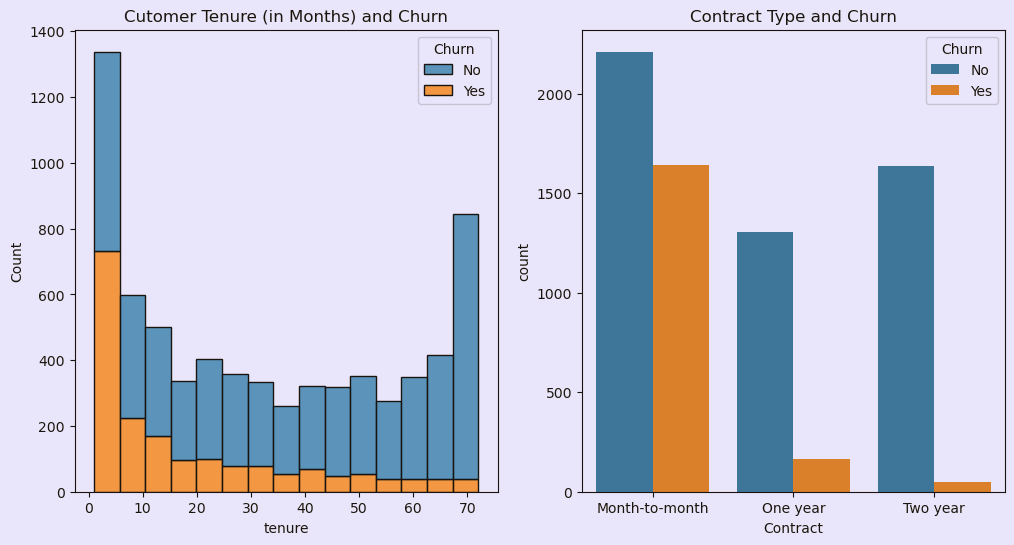 Cutomer Tenure (in Months) and Churn
Churn
No
Yes
Count
1400
1200
1000
800
600
400
200
0
0 10 20 30 40 50 60 70
tenure
Contract Type and Churn
Churn
No
Yes
count
2000
1500
1000
500
0
Month-to-month One year Two year
Contract